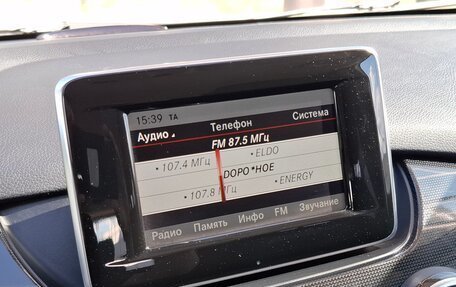 15:39 TA
Аудио Телефон Система
FM 87.5 МГц
107.4 МГц ELDO
DOPO*HOE
107.8 МГц ENERGY
Радио Память Инфо FM Звучание